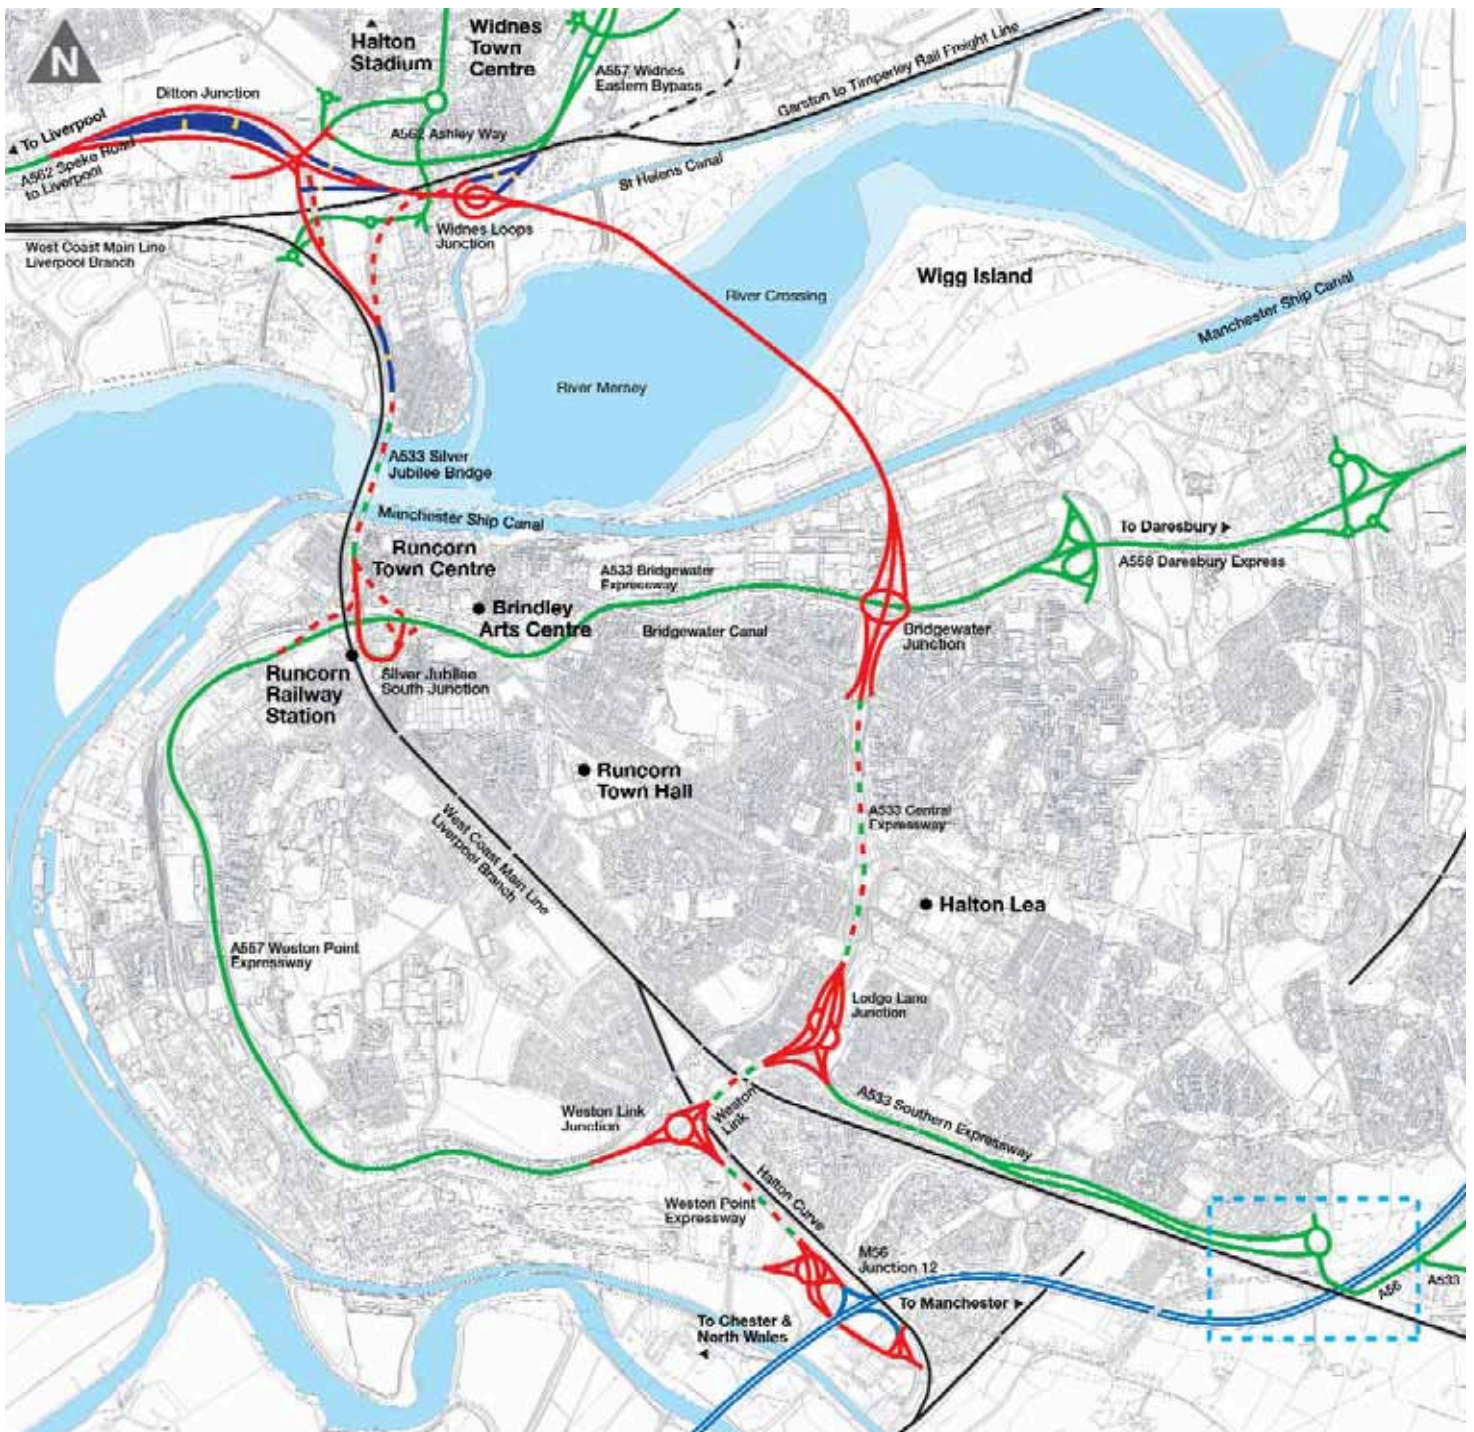 N
Halton
Stadium
Widnes
Town
Centre
A557 Widnes
Eastern Bypass
Garston to Timperley Rail Freight Line
Ditton Junction
To Liverpool
A562 Speke Road
to Liverpool
A562 Ashley Way
St Helens Canal
West Coast Main Line
Liverpool Branch
Widnes Loops
Junction
River Crossing
Wigg Island
Manchester Ship Canal
River Mersey
A533 Silver
Jubilee Bridge
Manchester Ship Canal
Runcorn
Town Centre
A533 Bridgewater
Expressway
To Daresbury
A558 Daresbury Express
Brindley
Arts Centre
Bridgewater Canal
Bridgewater
Junction
Runcorn
Railway
Station
Silver Jubilee
South Junction
Runcorn
Town Hall
West Coast Main Line
Liverpool Branch
A533 Central
Expressway
Halton Lea
A557 Weston Point
Expressway
Lodge Lane
Junction
Weston Link
Junction
Weston
Link
A533 Southern Expressway
Halton Curve
Weston Point
Expressway
M56
Junction 12
To Manchester
To Chester &
North Wales
A56
A533